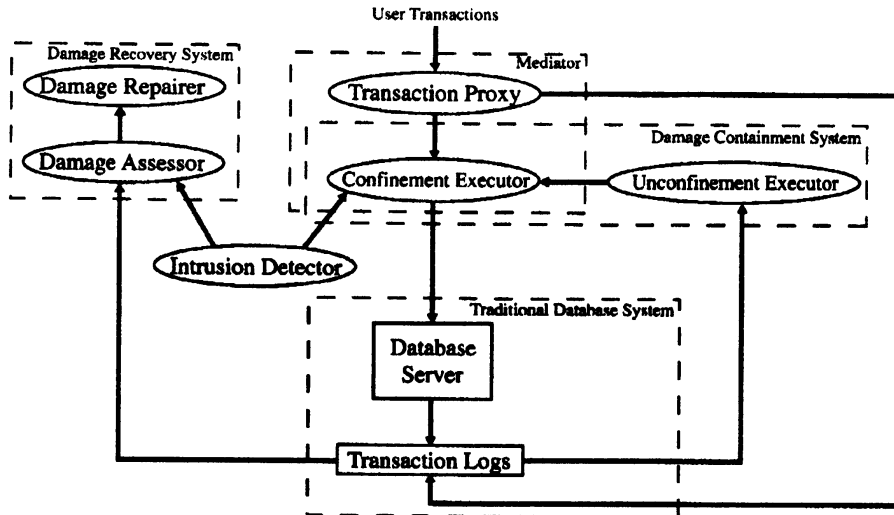 User Transactions
Damage Recovery System
Mediator
Damage Repairer
Transaction Proxy
Damage Containment System
Damage Assessor
Confinement Executor
Unconfinement Executor
Intrusion Detector
Traditional Database System
Database
Server
Transaction Logs